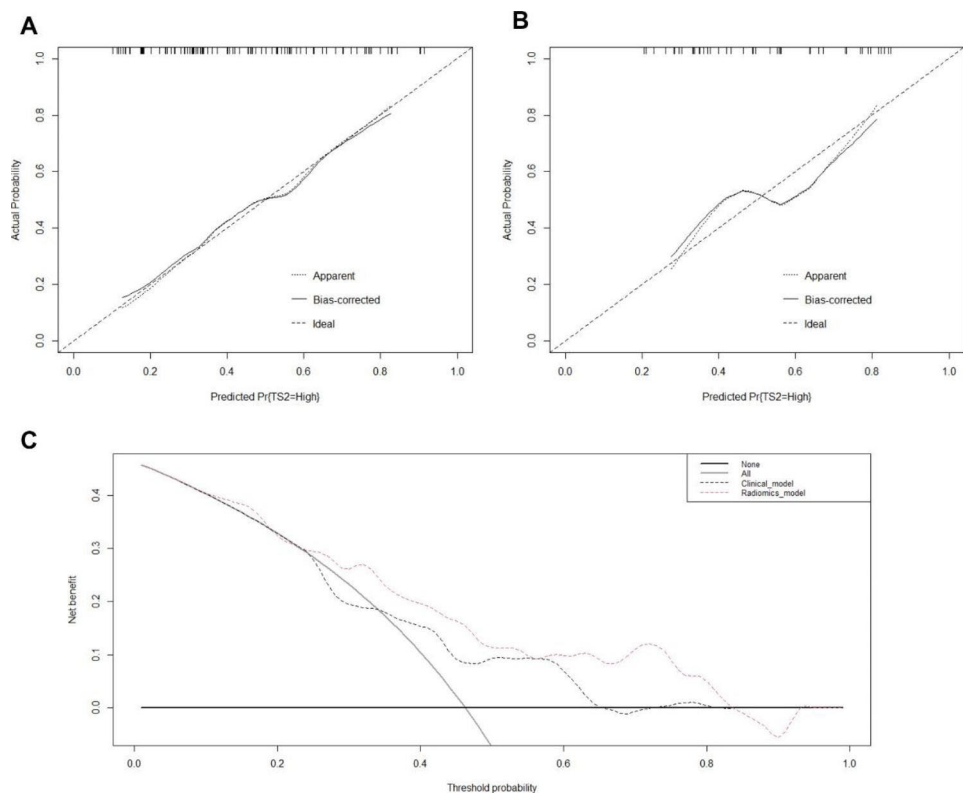 A
1.0
0.8
0.6
0.4
0.2
0.0
Actual Probability
Apparent
Bias-corrected
Ideal
0.0 0.2 0.4 0.6 0.8 1.0
Predicted Pr{TS2=High}
B
1.0
0.8
0.6
0.4
0.2
0.0
Actual Probability
Apparent
Bias-corrected
Ideal
0.0 0.2 0.4 0.6 0.8 1.0
Predicted Pr{TS2=High}
C
0.4
0.3
0.2
0.1
0.0
Net benefit
None
All
Clinical_model
Radiomics_model
0.0 0.2 0.4 0.6 0.8 1.0
Threshold probability